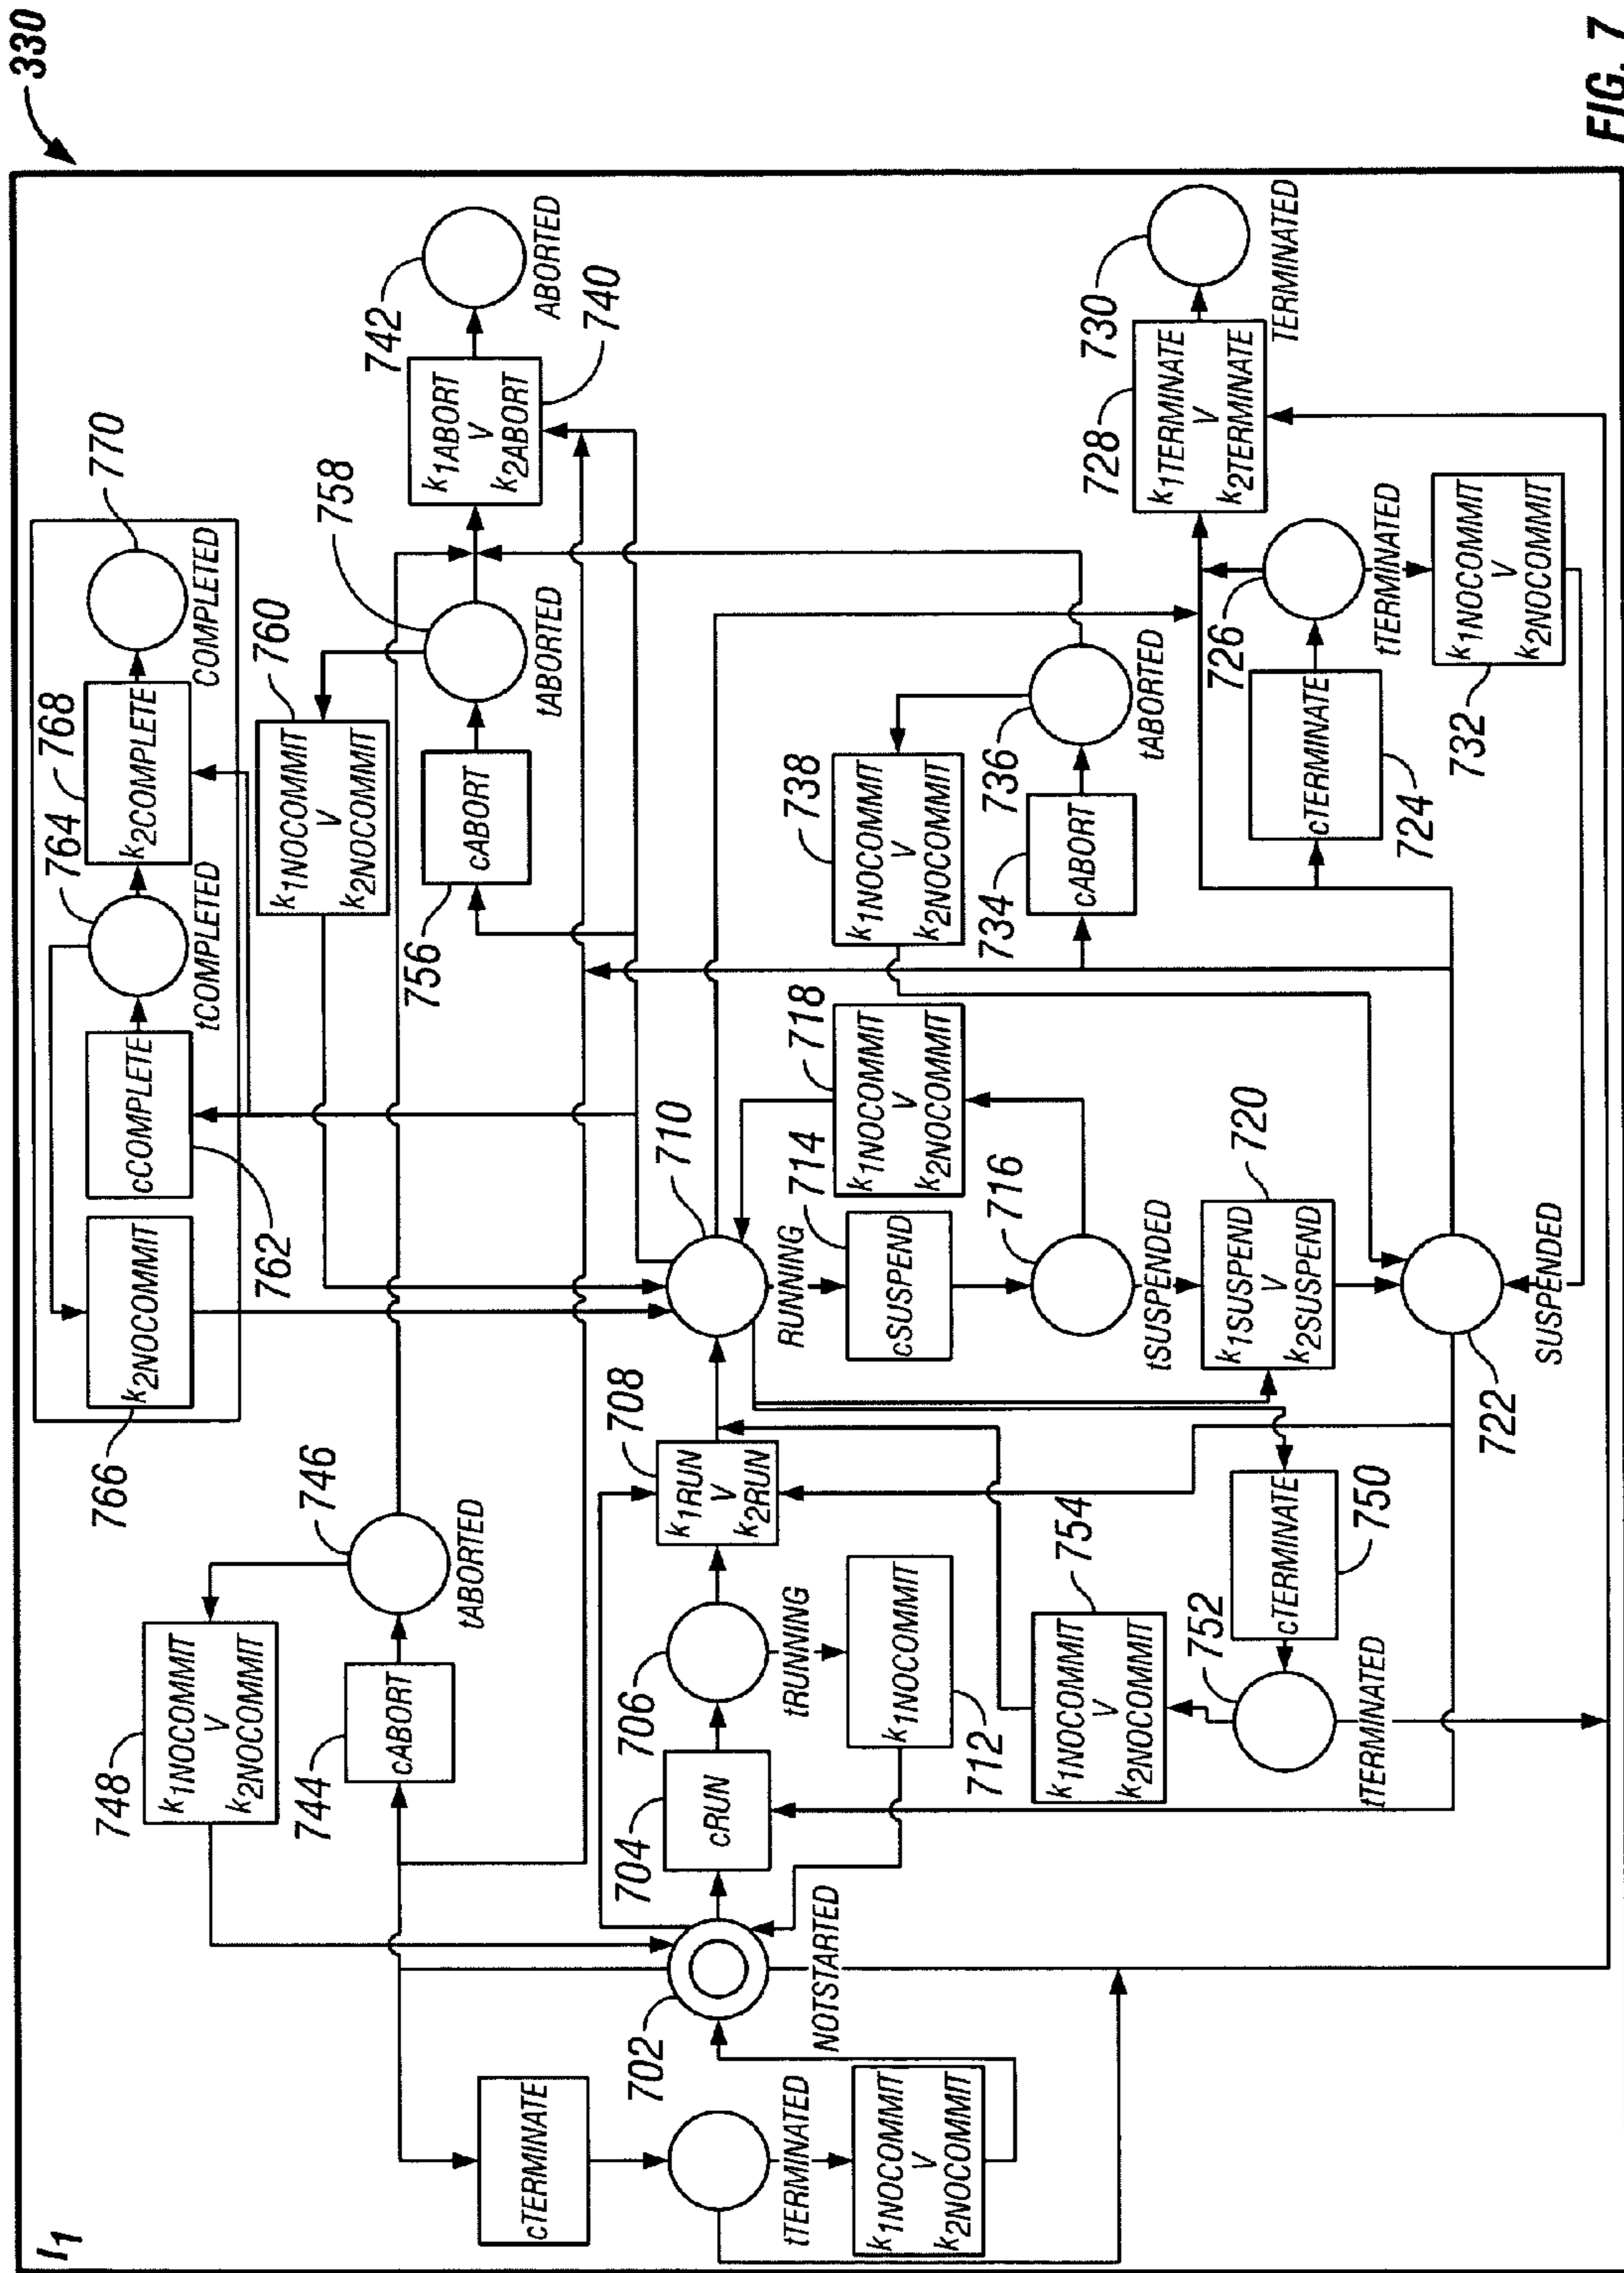 330
FIG. 7
I1
748
k1NOCOMMIT
V
k2NOCOMMIT
744
cABORT
746
tABORTED
766
k2NOCOMMIT
762
cCOMPLETE
764
tCOMPLETED
768
k2COMPLETE
770
COMPLETED
760
k1NOCOMMIT
V
k2NOCOMMIT
756
cABORT
758
tABORTED
742
ABORTED
k1ABORT
V
k2ABORT
740
cTERMINATE
tTERMINATED
k1NOCOMMIT
V
k2NOCOMMIT
702
NOTSTARTED
704
cRUN
706
tRUNNING
k1NOCOMMIT
712
708
k1RUN
V
k2RUN
710
RUNNING
714
cSUSPEND
718
k1NOCOMMIT
V
k2NOCOMMIT
716
tSUSPENDED
720
k1SUSPEND
V
k2SUSPEND
722
SUSPENDED
754
k1NOCOMMIT
V
k2NOCOMMIT
752
tTERMINATED
cTERMINATE
750
738
k1NOCOMMIT
V
k2NOCOMMIT
734
cABORT
736
tABORTED
cTERMINATE
724
726
tTERMINATED
k1NOCOMMIT
V
k2NOCOMMIT
732
728
k1TERMINATE
V
k2TERMINATE
730
TERMINATED